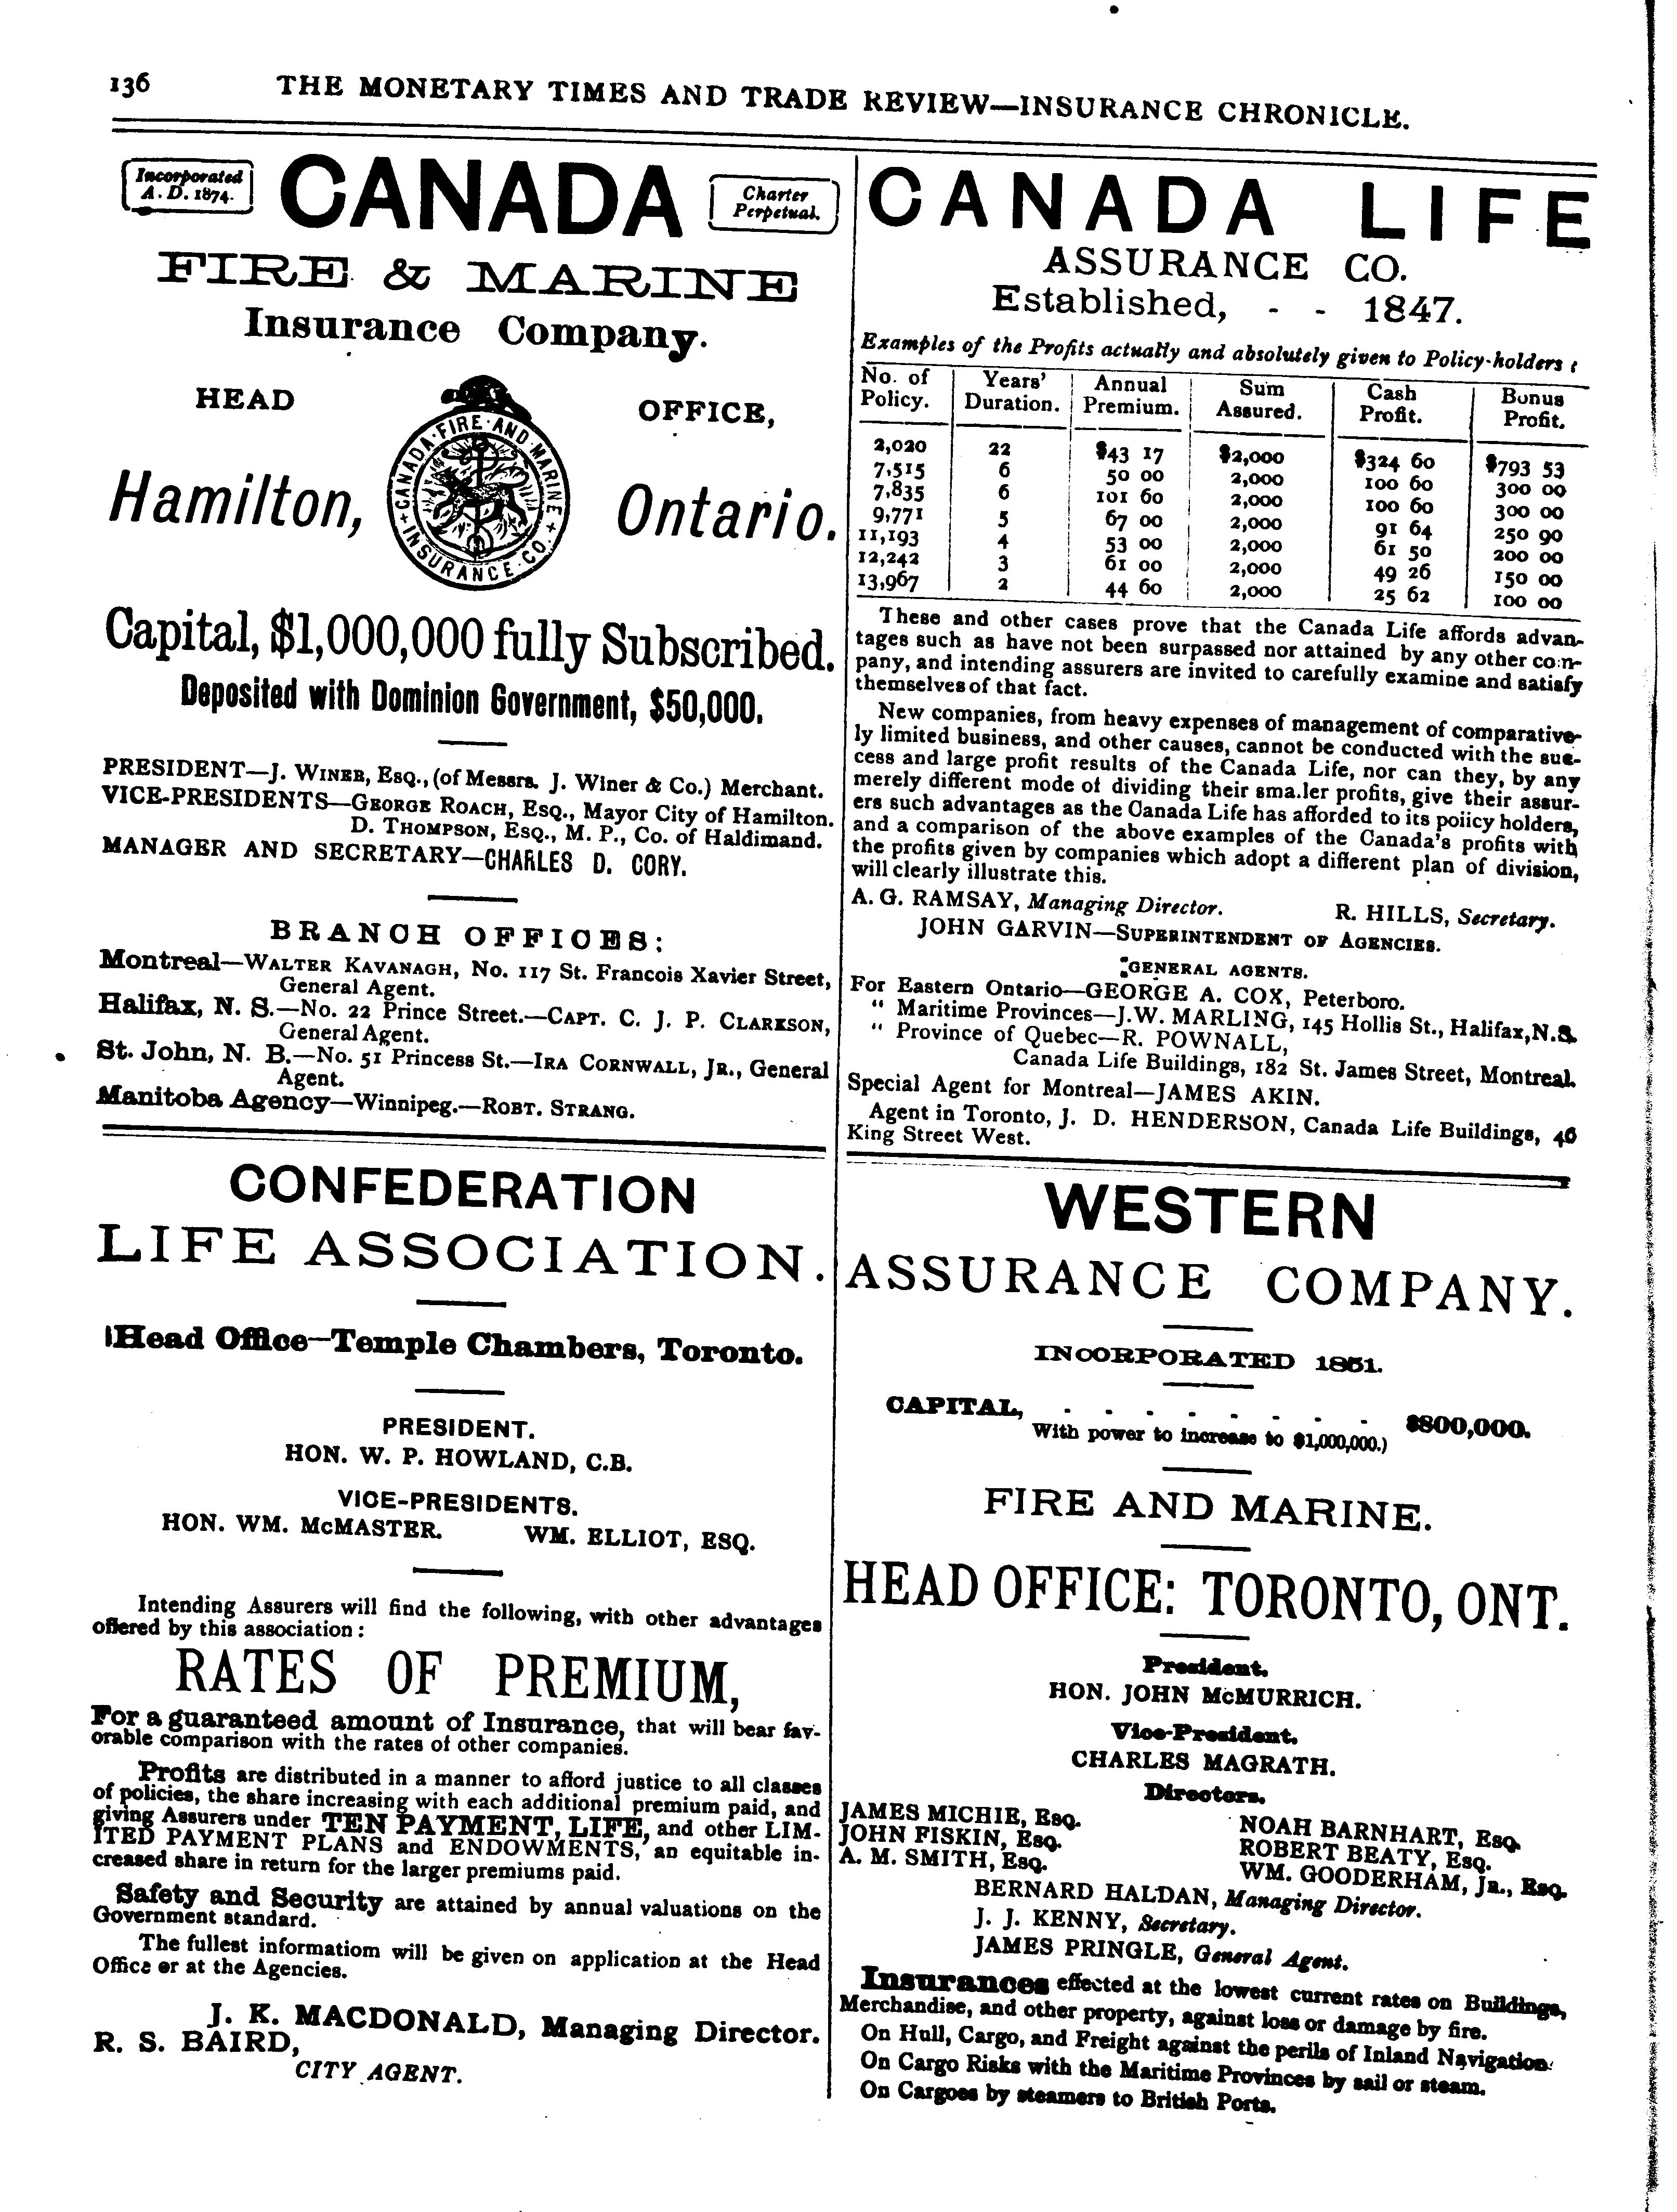 136 THE MONETARY TIMES AND TRADE REVIEW—INSURANCE CHRONICLE.
Incorporated
A. D. 1874.
CANADA
Charter
Perpetual.
FIRE & MARINE
Insurance Company.
HEAD OFFICE,
CANADA·FIRE·AND·MARINE
INSURANCE·CO.
Hamilton, Ontario.
Capital, $1,000,000 fully Subscribed.
Deposited with Dominion Government, $50,000.
PRESIDENT—J. WINER, ESQ., (of Messrs. J. Winer & Co.) Merchant.
VICE-PRESIDENTS—GEORGE ROACH, ESQ., Mayor City of Hamilton.
D. THOMPSON, ESQ., M. P., Co. of Haldimand.
MANAGER AND SECRETARY—CHARLES D. CORY.
BRANCH OFFICES:
Montreal—WALTER KAVANAGH, No. 117 St. Francois Xavier Street,
General Agent.
Halifax, N. S.—No. 22 Prince Street.—CAPT. C. J. P. CLARKSON,
General Agent.
St. John, N. B.—No. 51 Princess St.—IRA CORNWALL, JR., General
Agent.
Manitoba Agency—Winnipeg.—ROBT. STRANG.
CONFEDERATION
LIFE ASSOCIATION.
Head Office—Temple Chambers, Toronto.
PRESIDENT.
HON. W. P. HOWLAND, C.B.
VICE-PRESIDENTS.
HON. WM. McMASTER. WM. ELLIOT, ESQ.
Intending Assurers will find the following, with other advantages
offered by this association:
RATES OF PREMIUM,
For a guaranteed amount of Insurance, that will bear fav-
orable comparison with the rates of other companies.
Profits are distributed in a manner to afford justice to all classes
of policies, the share increasing with each additional premium paid, and
giving Assurers under TEN PAYMENT, LIFE, and other LIM-
ITED PAYMENT PLANS and ENDOWMENTS, an equitable in-
creased share in return for the larger premiums paid.
Safety and Security are attained by annual valuations on the
Government standard.
The fullest informatiom will be given on application at the Head
Office or at the Agencies.
J. K. MACDONALD, Managing Director.
R. S. BAIRD,
CITY AGENT.
CANADA LIFE
ASSURANCE CO.
Established, - - 1847.
Examples of the Profits actually and absolutely given to Policy-holders :
No. of Policy. Years' Duration. Annual Premium. Sum Assured. Cash Profit. Bonus Profit.
2,020 22 $43 17 $2,000 $324 60 $793 53
7,515 6 50 00 2,000 100 60 300 00
7,835 6 101 60 2,000 100 60 300 00
9,771 5 67 00 2,000 91 64 250 90
11,193 4 53 00 2,000 61 50 200 00
12,242 3 61 00 2,000 49 26 150 00
13,967 2 44 60 2,000 25 62 100 00
These and other cases prove that the Canada Life affords advan-
tages such as have not been surpassed nor attained by any other com-
pany, and intending assurers are invited to carefully examine and satisfy
themselves of that fact.
New companies, from heavy expenses of management of comparative-
ly limited business, and other causes, cannot be conducted with the suc-
cess and large profit results of the Canada Life, nor can they, by any
merely different mode of dividing their smaller profits, give their assur-
ers such advantages as the Canada Life has afforded to its policy holders,
and a comparison of the above examples of the Canada's profits with
the profits given by companies which adopt a different plan of division,
will clearly illustrate this.
A. G. RAMSAY, Managing Director. R. HILLS, Secretary.
JOHN GARVIN—SUPERINTENDENT OF AGENCIES.
GENERAL AGENTS.
For Eastern Ontario—GEORGE A. COX, Peterboro.
" Maritime Provinces—J.W. MARLING, 145 Hollis St., Halifax, N.S.
" Province of Quebec—R. POWNALL,
Canada Life Buildings, 182 St. James Street, Montreal.
Special Agent for Montreal—JAMES AKIN.
Agent in Toronto, J. D. HENDERSON, Canada Life Buildings, 46
King Street West.
WESTERN
ASSURANCE COMPANY.
INCORPORATED 1851.
CAPITAL, . . . . . . . . $800,000.
With power to increase to $1,000,000.)
FIRE AND MARINE.
HEAD OFFICE: TORONTO, ONT.
President.
HON. JOHN McMURRICH.
Vice-President.
CHARLES MAGRATH.
Directors.
JAMES MICHIE, ESQ. NOAH BARNHART, ESQ.
JOHN FISKIN, ESQ. ROBERT BEATY, ESQ.
A. M. SMITH, ESQ. WM. GOODERHAM, JR., ESQ.
BERNARD HALDAN, Managing Director.
J. J. KENNY, Secretary.
JAMES PRINGLE, General Agent.
Insurances effected at the lowest current rates on Buildings,
Merchandise, and other property, against loss or damage by fire.
On Hull, Cargo, and Freight against the perils of Inland Navigation.
On Cargo Risks with the Maritime Provinces by sail or steam.
On Cargoes by steamers to British Ports.